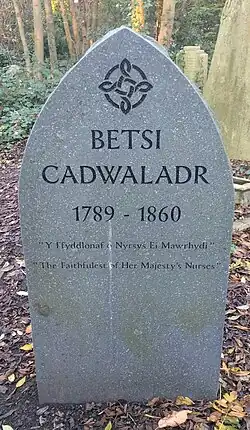 BETSI
CADWALADR
1789 - 1860
"Y Ffyddlonaf o Nyrsys Ei Mawrhydi"
"The Faithfulest of Her Majesty's Nurses"